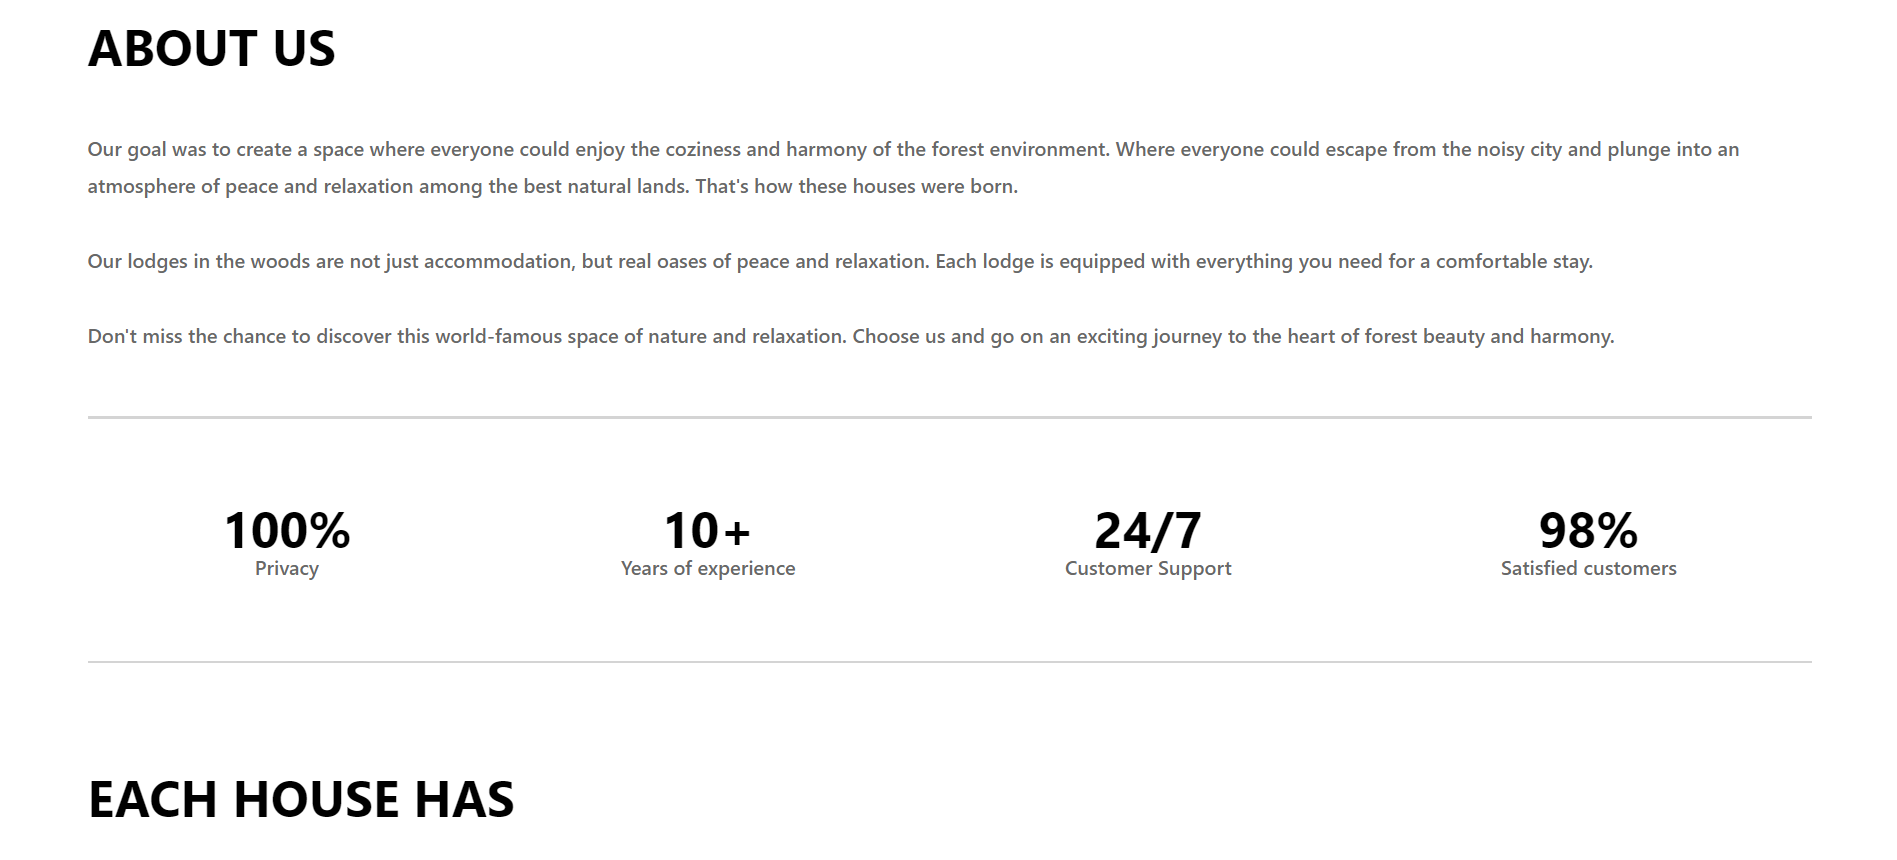 ABOUT US
Our goal was to create a space where everyone could enjoy the coziness and harmony of the forest environment. Where everyone could escape from the noisy city and plunge into an
atmosphere of peace and relaxation among the best natural lands. That's how these houses were born.
Our lodges in the woods are not just accommodation, but real oases of peace and relaxation. Each lodge is equipped with everything you need for a comfortable stay.
Don't miss the chance to discover this world-famous space of nature and relaxation. Choose us and go on an exciting journey to the heart of forest beauty and harmony.
100%
Privacy
10+
Years of experience
24/7
Customer Support
98%
Satisfied customers
EACH HOUSE HAS